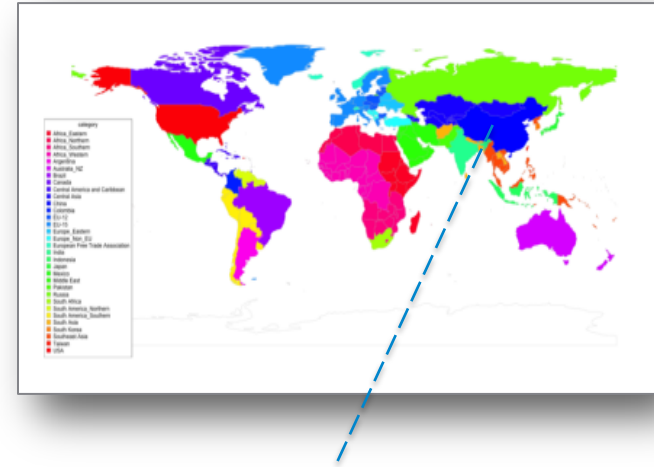 category
Africa_Eastern
Africa_Northern
Africa_Southern
Africa_Western
Argentina
Australia_NZ
Brazil
Canada
Central America and Caribbean
Central Asia
China
Colombia
EU-12
EU-15
Europe_Eastern
Europe_Non_EU
European Free Trade Association
India
Indonesia
Japan
Mexico
Middle East
Pakistan
Russia
South Africa
South America_Northern
South America_Southern
South Asia
South Korea
Southeast Asia
Taiwan
USA